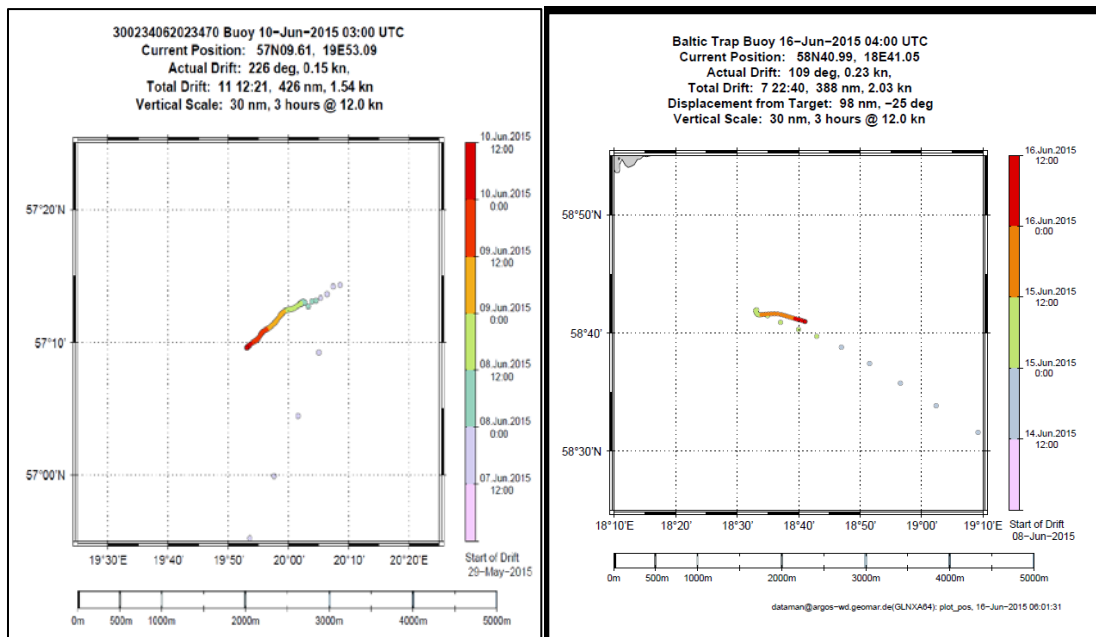 300234062023470 Buoy 10-Jun-2015 03:00 UTC
Current Position: 57N09.61, 19E53.09
Actual Drift: 226 deg, 0.15 kn,
Total Drift: 11 12:21, 426 nm, 1.54 kn
Vertical Scale: 30 nm, 3 hours @ 12.0 kn
10.Jun.2015
12:00
10.Jun.2015
0:00
09.Jun.2015
12:00
09.Jun.2015
0:00
08.Jun.2015
12:00
08.Jun.2015
0:00
07.Jun.2015
12:00
57°20'N
57°10'N
57°00'N
19°30'E
19°40'E
19°50'E
20°00'E
20°10'E
20°20'E
Start of Drift
29-May-2015
0m
500m
1000m
2000m
3000m
4000m
5000m
Baltic Trap Buoy 16-Jun-2015 04:00 UTC
Current Position: 58N40.99, 18E41.05
Actual Drift: 109 deg, 0.23 kn,
Total Drift: 7 22:40, 388 nm, 2.03 kn
Displacement from Target: 98 nm, -25 deg
Vertical Scale: 30 nm, 3 hours @ 12.0 kn
16.Jun.2015
12:00
16.Jun.2015
0:00
15.Jun.2015
12:00
15.Jun.2015
0:00
14.Jun.2015
12:00
58°50'N
58°40'N
58°30'N
18°10'E
18°20'E
18°30'E
18°40'E
18°50'E
19°00'E
19°10'E
Start of Drift
08-Jun-2015
0m
500m
1000m
2000m
3000m
4000m
5000m
dataman@argos-wd.geomar.de(GLNXA64): plot_pos, 16-Jun-2015 06:01:31